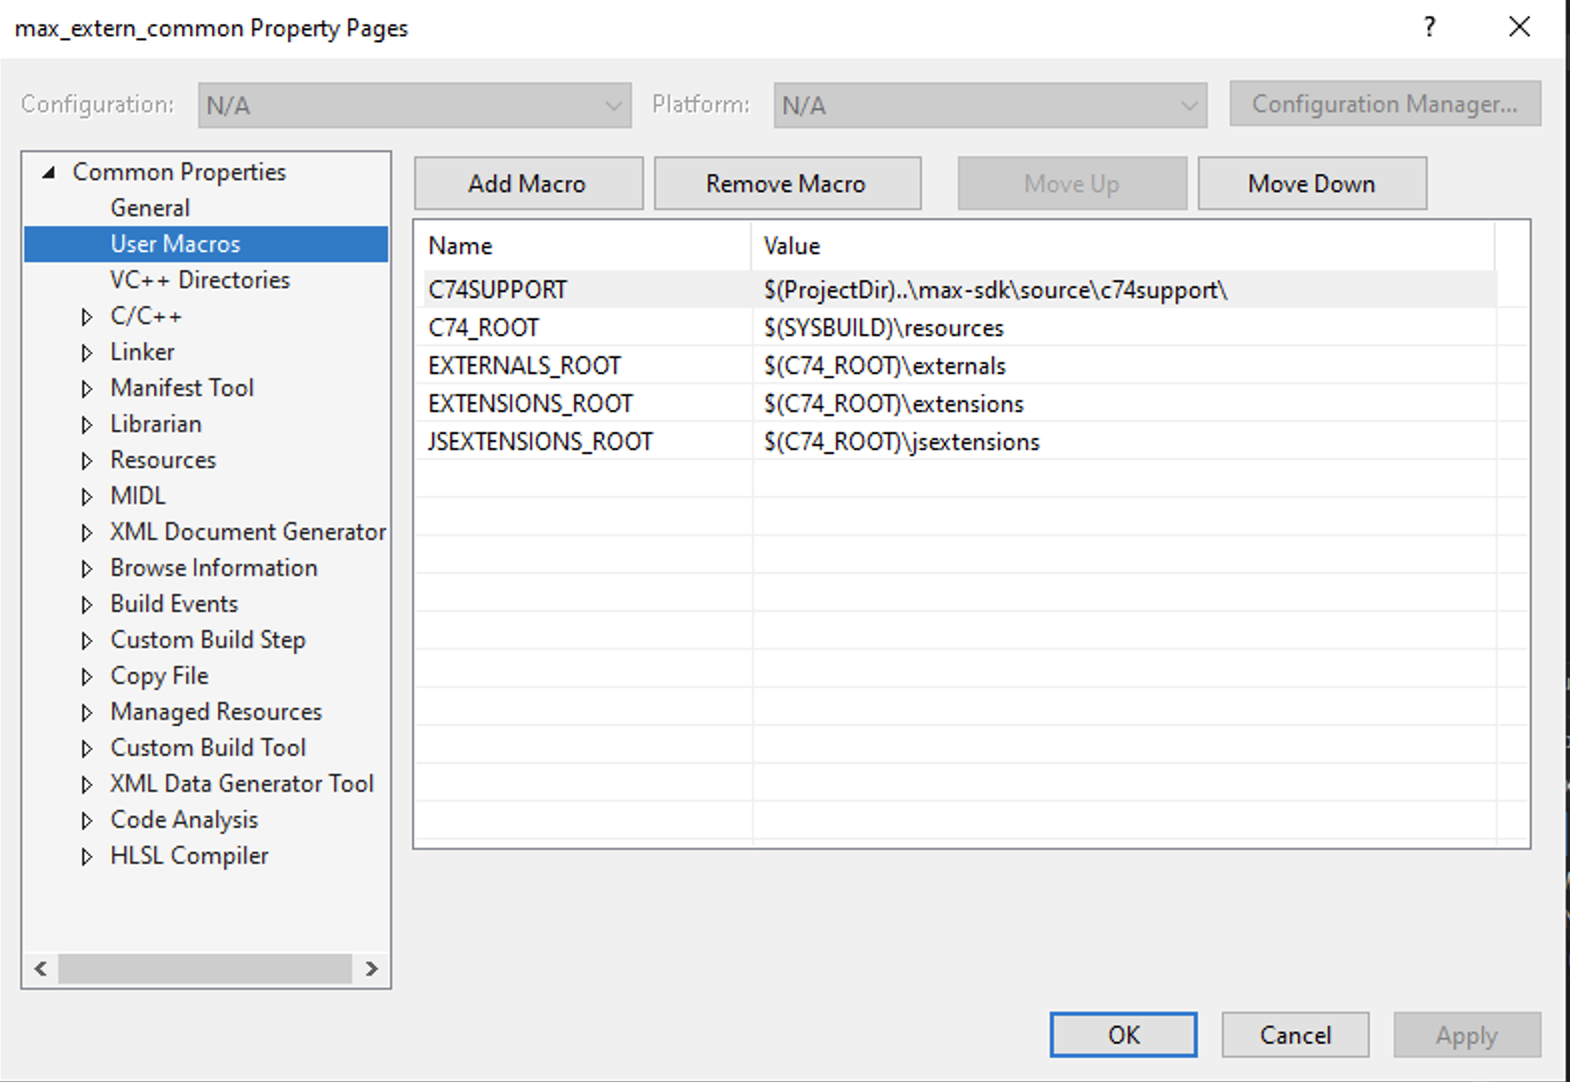 max_extern_common Property Pages
?
Configuration: N/A Platform: N/A Configuration Manager...
Common Properties
General
User Macros
VC++ Directories
C/C++
Linker
Manifest Tool
Librarian
Resources
MIDL
XML Document Generator
Browse Information
Build Events
Custom Build Step
Copy File
Managed Resources
Custom Build Tool
XML Data Generator Tool
Code Analysis
HLSL Compiler
Add Macro Remove Macro Move Up Move Down
Name Value
C74SUPPORT $(ProjectDir)..\max-sdk\source\c74support\
C74_ROOT $(SYSBUILD)\resources
EXTERNALS_ROOT $(C74_ROOT)\externals
EXTENSIONS_ROOT $(C74_ROOT)\extensions
JSEXTENSIONS_ROOT $(C74_ROOT)\jsextensions
OK Cancel Apply